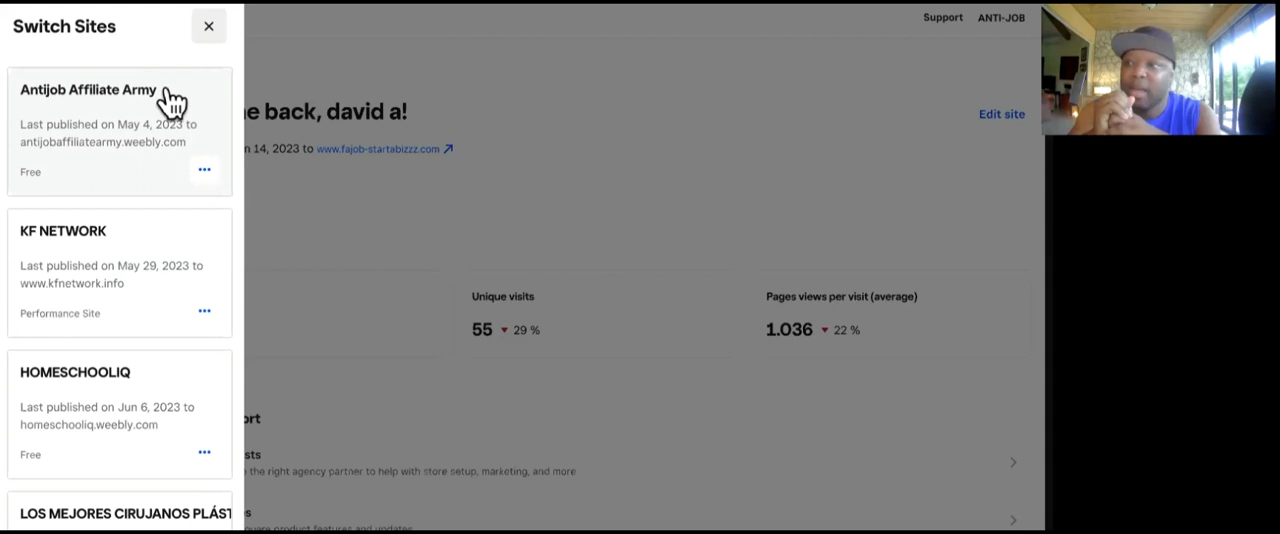 Switch Sites
Antijob Affiliate Army
Last published on May 4, 2023 to
antijobaffiliatearmy.weebly.com
Free
KF NETWORK
Last published on May 29, 2023 to
www.kfnetwork.info
Performance Site
HOMESCHOOLIQ
Last published on Jun 6, 2023 to
homeschooliq.weebly.com
Free
LOS MEJORES CIRUJANOS
Support ANTI-JOB
back, david a!
Edit site
14, 2023 to www.fajob-startabizzz.com
Unique visits
55 29 %
Pages views per visit (average)
1.036 22 %
the right agency partner to help with store setup, marketing, and more
product features and updates